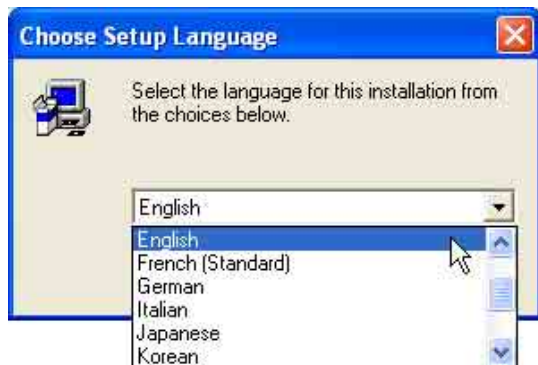 Choose Setup Language
Select the language for this installation from
the choices below.
English
English
French (Standard)
German
Italian
Japanese
Korean